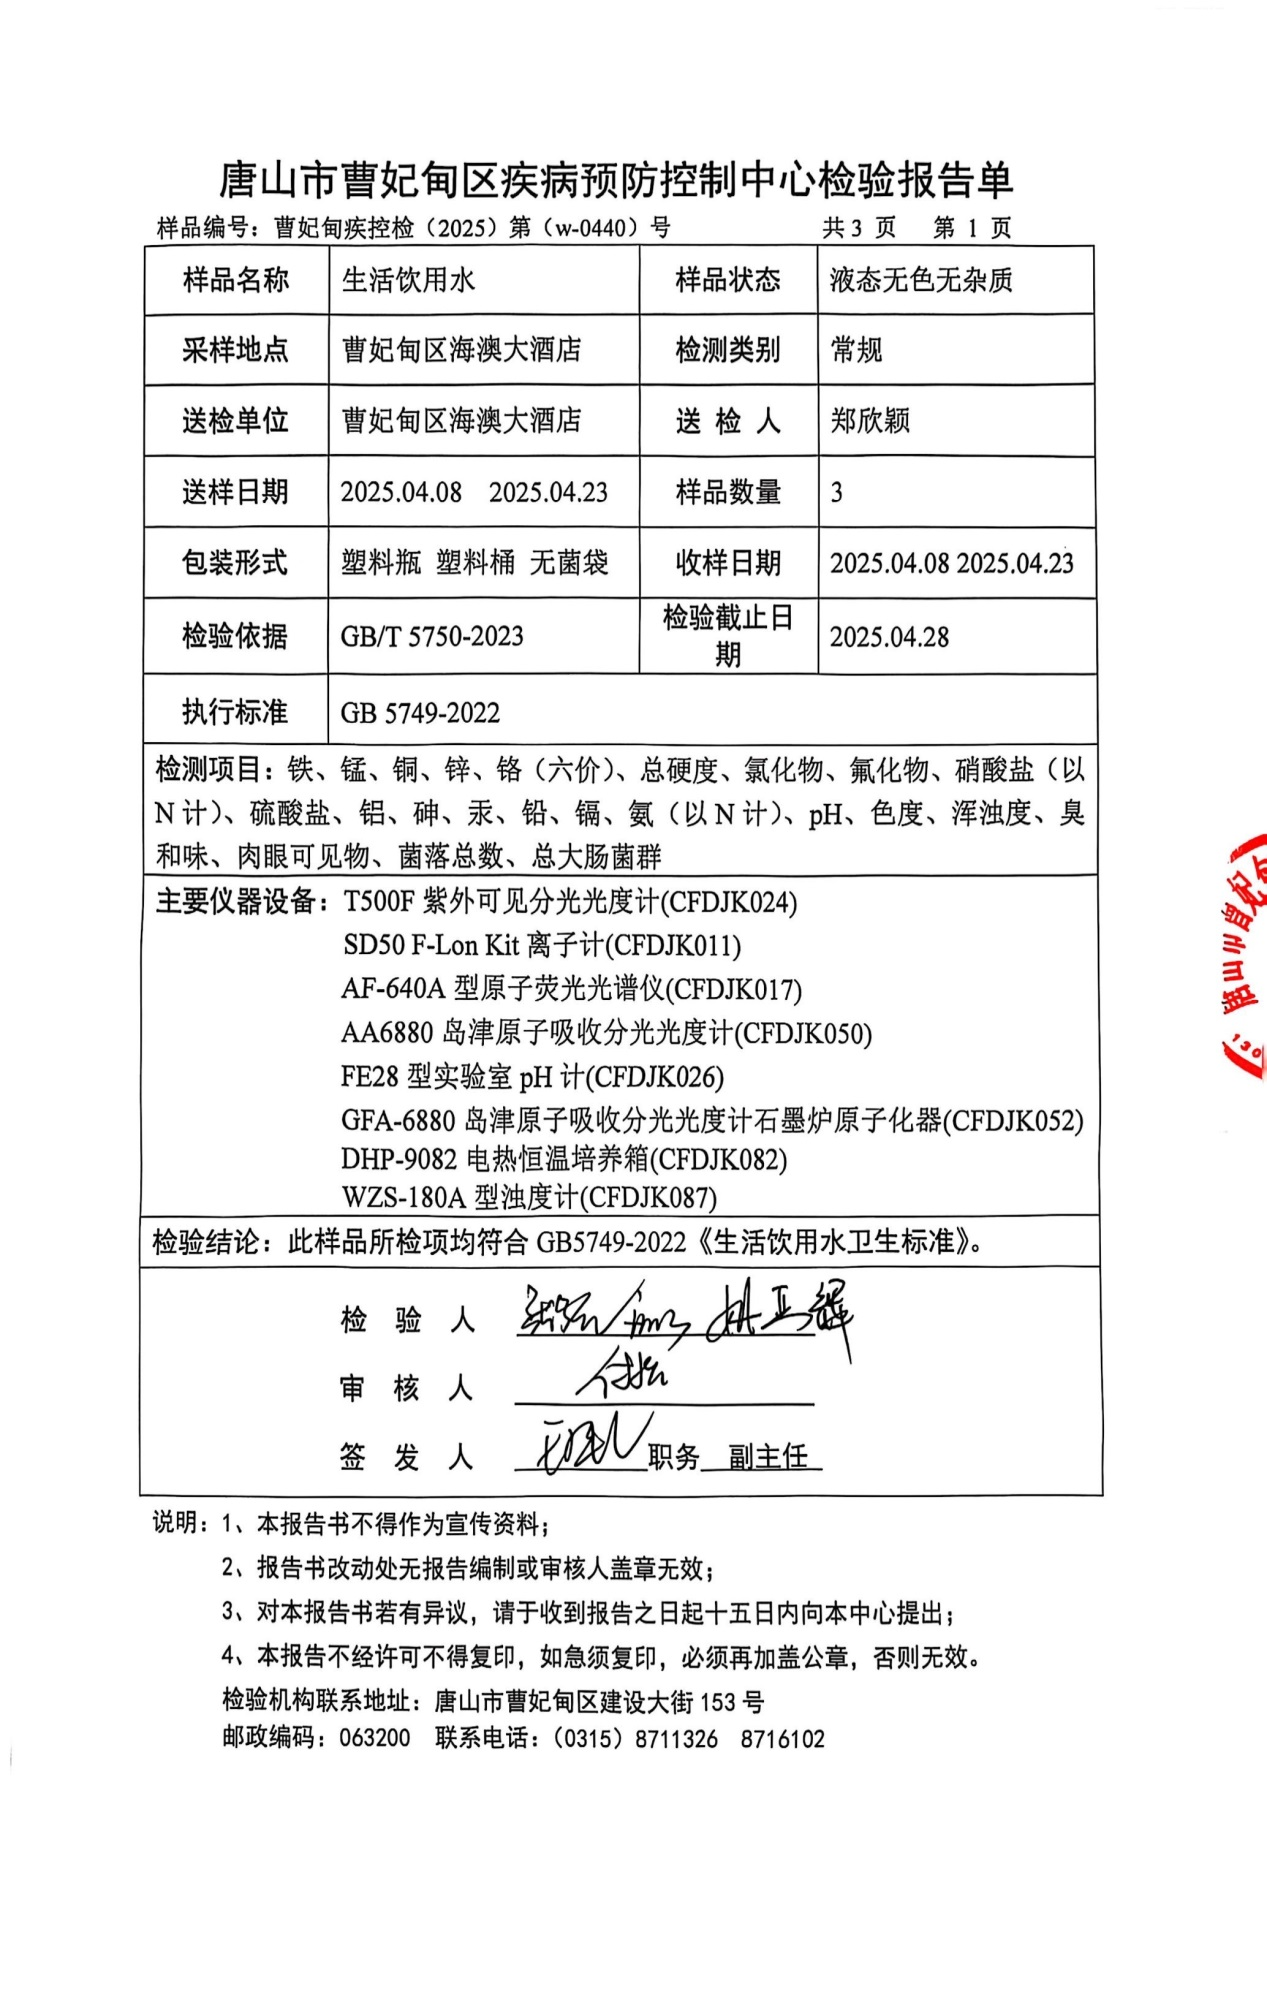 唐山市曹妃甸区疾病预防控制中心检验报告单
样品编号：曹妃甸疾控检（2025）第（w-0440）号 共 3 页 第 1 页
样品名称 生活饮用水 样品状态 液态无色无杂质
采样地点 曹妃甸区海澳大酒店 检测类别 常规
送检单位 曹妃甸区海澳大酒店 送 检 人 郑欣颖
送样日期 2025.04.08 2025.04.23 样品数量 3
包装形式 塑料瓶 塑料桶 无菌袋 收样日期 2025.04.08 2025.04.23
检验依据 GB/T 5750-2023 检验截止日期 2025.04.28
执行标准 GB 5749-2022
检测项目：铁、锰、铜、锌、铬（六价）、总硬度、氯化物、氟化物、硝酸盐（以
N 计）、硫酸盐、铝、砷、汞、铅、镉、氨（以 N 计）、pH、色度、浑浊度、臭
和味、肉眼可见物、菌落总数、总大肠菌群
主要仪器设备：T500F 紫外可见分光光度计(CFDJK024)
SD50 F-Lon Kit 离子计(CFDJK011)
AF-640A 型原子荧光光谱仪(CFDJK017)
AA6880 岛津原子吸收分光光度计(CFDJK050)
FE28 型实验室 pH 计(CFDJK026)
GFA-6880 岛津原子吸收分光光度计石墨炉原子化器(CFDJK052)
DHP-9082 电热恒温培养箱(CFDJK082)
WZS-180A 型浊度计(CFDJK087)
检验结论：此样品所检项均符合 GB5749-2022《生活饮用水卫生标准》。
检 验 人
审 核 人
签 发 人 职务 副主任
说明：1、本报告书不得作为宣传资料；
2、报告书改动处无报告编制或审核人盖章无效；
3、对本报告书若有异议，请于收到报告之日起十五日内向本中心提出；
4、本报告不经许可不得复印，如急须复印，必须再加盖公章，否则无效。
检验机构联系地址：唐山市曹妃甸区建设大街 153 号
邮政编码：063200 联系电话：（0315）8711326 8716102
唐山市曹妃甸
130